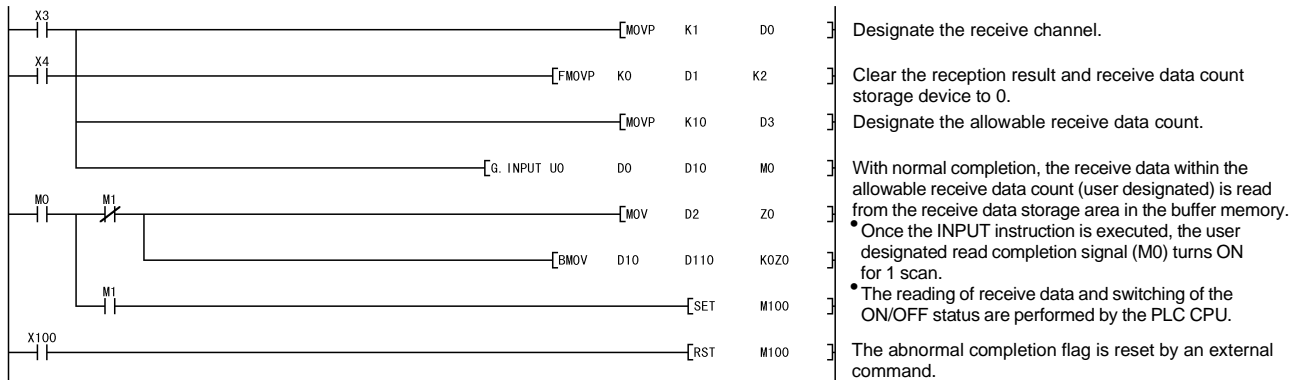 X3
[MOVP K1 D0 ]
Designate the receive channel.
X4
[FMOVP K0 D1 K2 ]
Clear the reception result and receive data count
storage device to 0.
[MOVP K10 D3 ]
Designate the allowable receive data count.
[G. INPUT U0 D0 D10 M0 ]
With normal completion, the receive data within the
allowable receive data count (user designated) is read
from the receive data storage area in the buffer memory.
M0 M1
[MOV D2 Z0 ]
•Once the INPUT instruction is executed, the user
designated read completion signal (M0) turns ON
for 1 scan.
[BMOV D10 D110 K0Z0 ]
M1
[SET M100 ]
•The reading of receive data and switching of the
ON/OFF status are performed by the PLC CPU.
X100
[RST M100 ]
The abnormal completion flag is reset by an external
command.